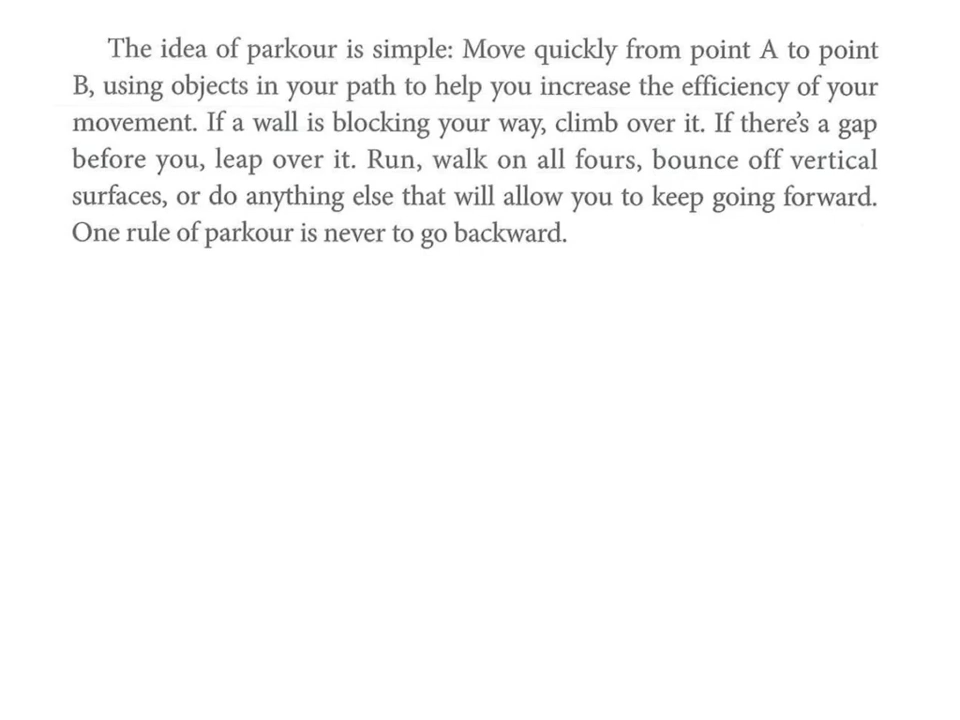 The idea of parkour is simple: Move quickly from point A to point
B, using objects in your path to help you increase the efficiency of your
movement. If a wall is blocking your way, climb over it. If there’s a gap
before you, leap over it. Run, walk on all fours, bounce off vertical
surfaces, or do anything else that will allow you to keep going forward.
One rule of parkour is never to go backward.